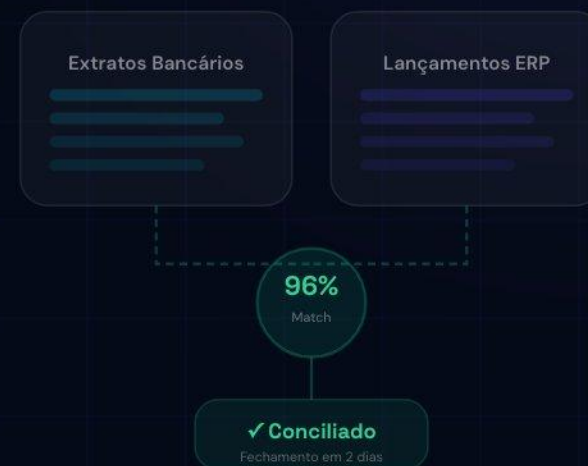 Extratos Bancários
Lançamentos ERP
96%
Match
✓ Conciliado
Fechamento em 2 dias